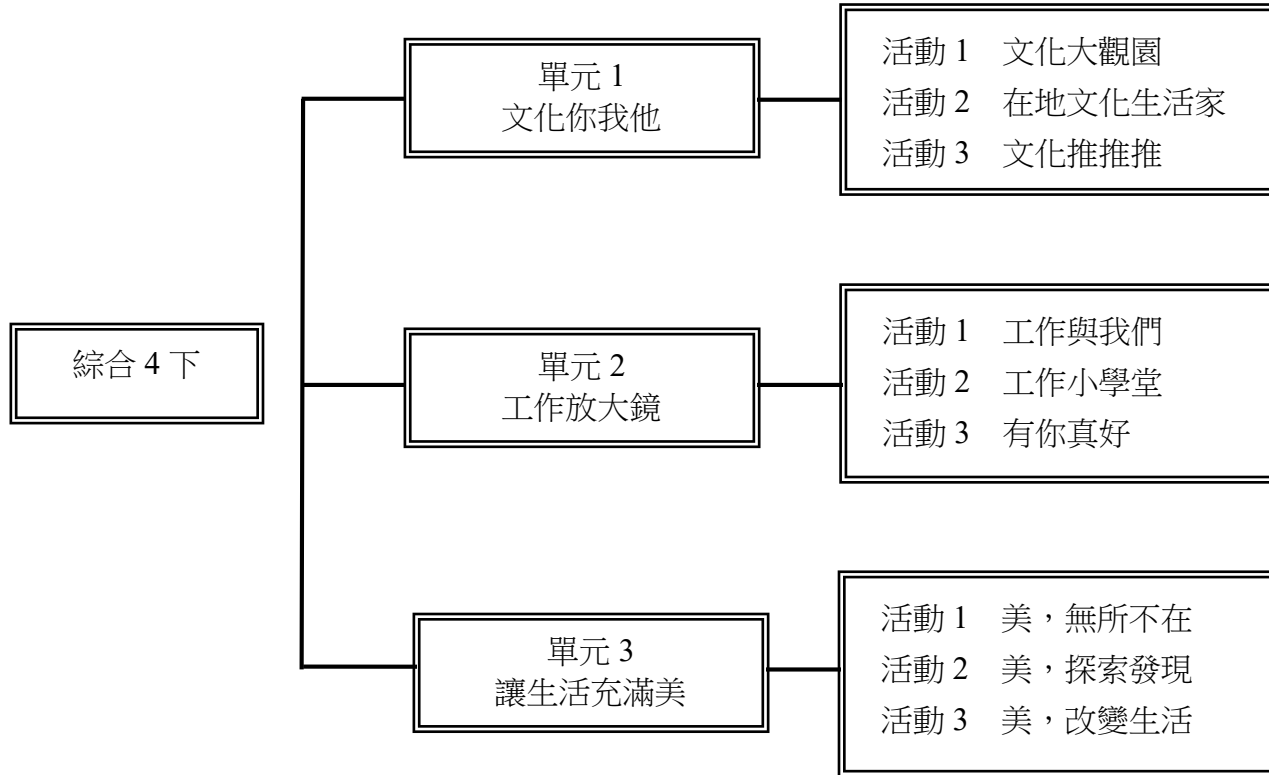 綜合 4 下
單元 1
文化你我他
活動 1 文化大觀園
活動 2 在地文化生活家
活動 3 文化推推推
單元 2
工作放大鏡
活動 1 工作與我們
活動 2 工作小學堂
活動 3 有你真好
單元 3
讓生活充滿美
活動 1 美，無所不在
活動 2 美，探索發現
活動 3 美，改變生活